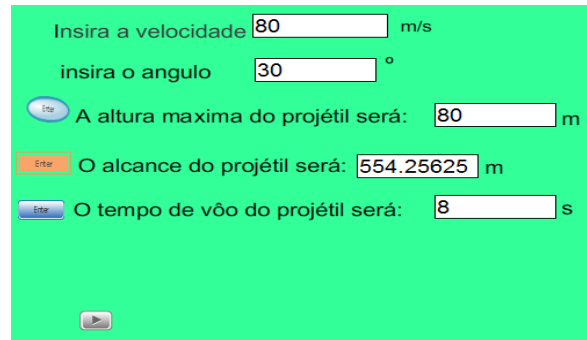 Insira a velocidade 80 m/s
insira o angulo 30 º
Enter A altura maxima do projétil será: 80 m
Enter O alcance do projétil será: 554.25625 m
Enter O tempo de vôo do projétil será: 8 s